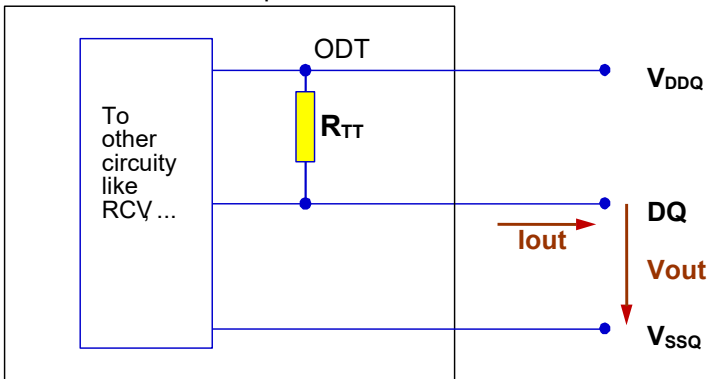 ODT
VDDQ
To
other
circuity
like
RCV, ...
RTT
DQ
Iout
Vout
VSSQ